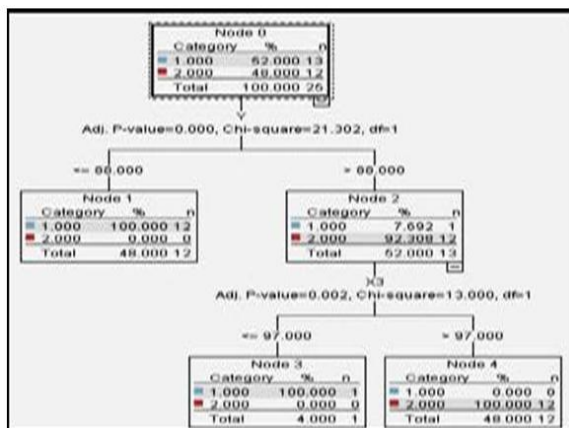 Node 0
Category % n
1.000 52.000 13
2.000 48.000 12
Total 100.000 25
Y
Adj. P-value=0.000, Chi-square=21.302, df=1
<= 88.000
> 88.000
Node 1
Category % n
1.000 100.000 12
2.000 0.000 0
Total 48.000 12
Node 2
Category % n
1.000 7.692 1
2.000 92.308 12
Total 52.000 13
X3
Adj. P-value=0.002, Chi-square=13.000, df=1
<= 97.000
> 97.000
Node 3
Category % n
1.000 100.000 1
2.000 0.000 0
Total 4.000 1
Node 4
Category % n
1.000 0.000 0
2.000 100.000 12
Total 48.000 12